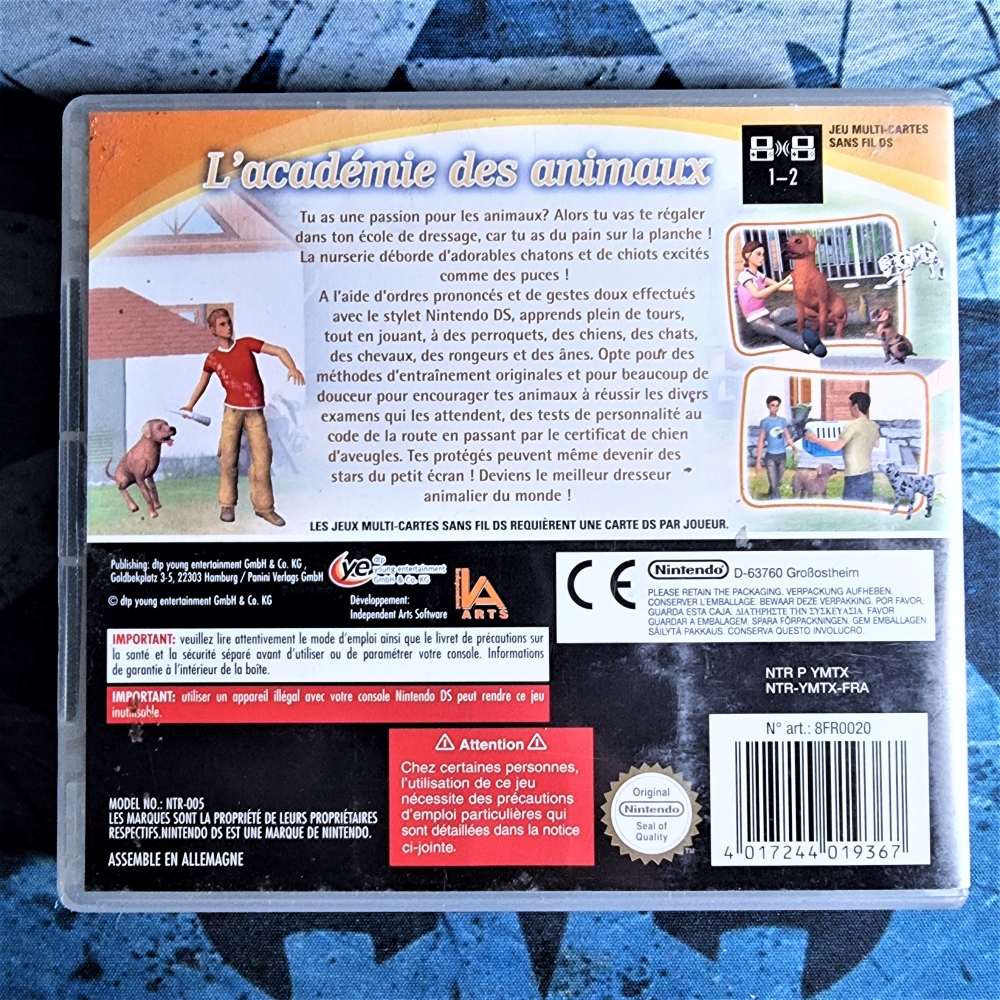 L'académie des animaux
JEU MULTI-CARTES
SANS FIL DS
1–2
Tu as une passion pour les animaux? Alors tu vas te régaler
dans ton école de dressage, car tu as du pain sur la planche !
La nurserie déborde d'adorables chatons et de chiots excités
comme des puces !
A l'aide d'ordres prononcés et de gestes doux effectués
avec le stylet Nintendo DS, apprends plein de tours,
tout en jouant, à des perroquets, des chiens, des chats,
des chevaux, des rongeurs et des ânes. Opte pour des
méthodes d'entraînement originales et pour beaucoup de
douceur pour encourager tes animaux à réussir les divers
examens qui les attendent, des tests de personnalité au
code de la route en passant par le certificat de chien
d'aveugles. Tes protégés peuvent même devenir des
stars du petit écran ! Deviens le meilleur dresseur
animalier du monde !
LES JEUX MULTI-CARTES SANS FIL DS REQUIÈRENT UNE CARTE DS PAR JOUEUR.
Publishing: dtp young entertainment GmbH & Co. KG ,
Goldbekplatz 3-5, 22303 Hamburg / Panini Verlags GmbH
© dtp young entertainment GmbH & Co. KG
dtp
young entertainment
GmbH & Co. KG
Développement:
Independent Arts Software
IA
ARTS
CE
Nintendo D-63760 Großostheim
PLEASE RETAIN THE PACKAGING. VERPACKUNG AUFHEBEN.
CONSERVER L'EMBALLAGE. BEWAAR DEZE VERPAKKING. POR FAVOR,
GUARDA ESTA CAJA. ΔΙΑΤΗΡΗΣΤΕ ΤΗΝ ΣΥΣΚΕΥΑΣΙΑ. FAVOR
GUARDAR A EMBALAGEM. SPARA FÖRPACKNINGEN. GEM EMBALLAGEN
SÄILYTÄ PAKKAUS. CONSERVA QUESTO INVOLUCRO.
IMPORTANT: veuillez lire attentivement le mode d'emploi ainsi que le livret de précautions sur
la santé et la sécurité séparé avant d'utiliser ou de paramétrer votre console. Informations
de garantie à l'intérieur de la boîte.
IMPORTANT: utiliser un appareil illégal avec votre console Nintendo DS peut rendre ce jeu
inutilisable.
NTR P YMTX
NTR-YMTX-FRA
Attention
Chez certaines personnes,
l'utilisation de ce jeu
nécessite des précautions
d'emploi particulières qui
sont détaillées dans la notice
ci-jointe.
MODEL NO.: NTR-005
LES MARQUES SONT LA PROPRIÉTÉ DE LEURS PROPRIÉTAIRES
RESPECTIFS.NINTENDO DS EST UNE MARQUE DE NINTENDO.
ASSEMBLE EN ALLEMAGNE
Original
Nintendo
Seal of
Quality
TM
N° art.: 8FR0020
4 017244 019367